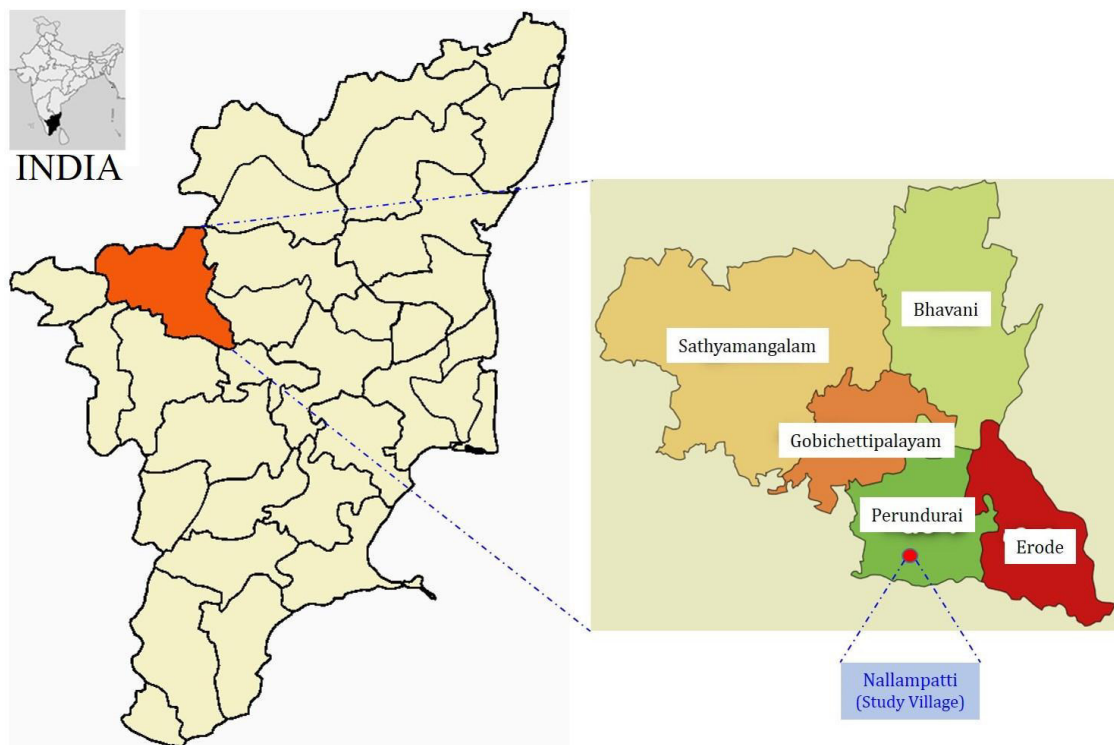 INDIA
Bhavani
Sathyamangalam
Gobichettipalayam
Perundurai
Erode
Nallampatti
(Study Village)